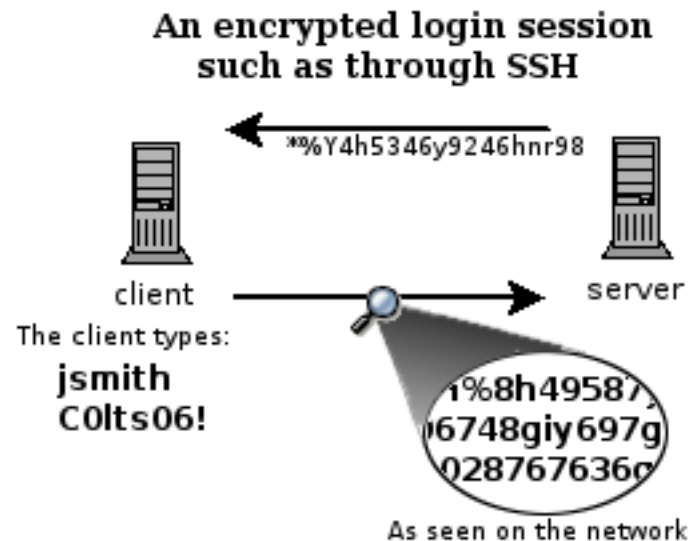 An encrypted login session
such as through SSH
*%Y4h5346y9246hnr98
client
server
The client types:
jsmith
C0lts06!
%8h49587
6748giy697g
028767636
As seen on the network